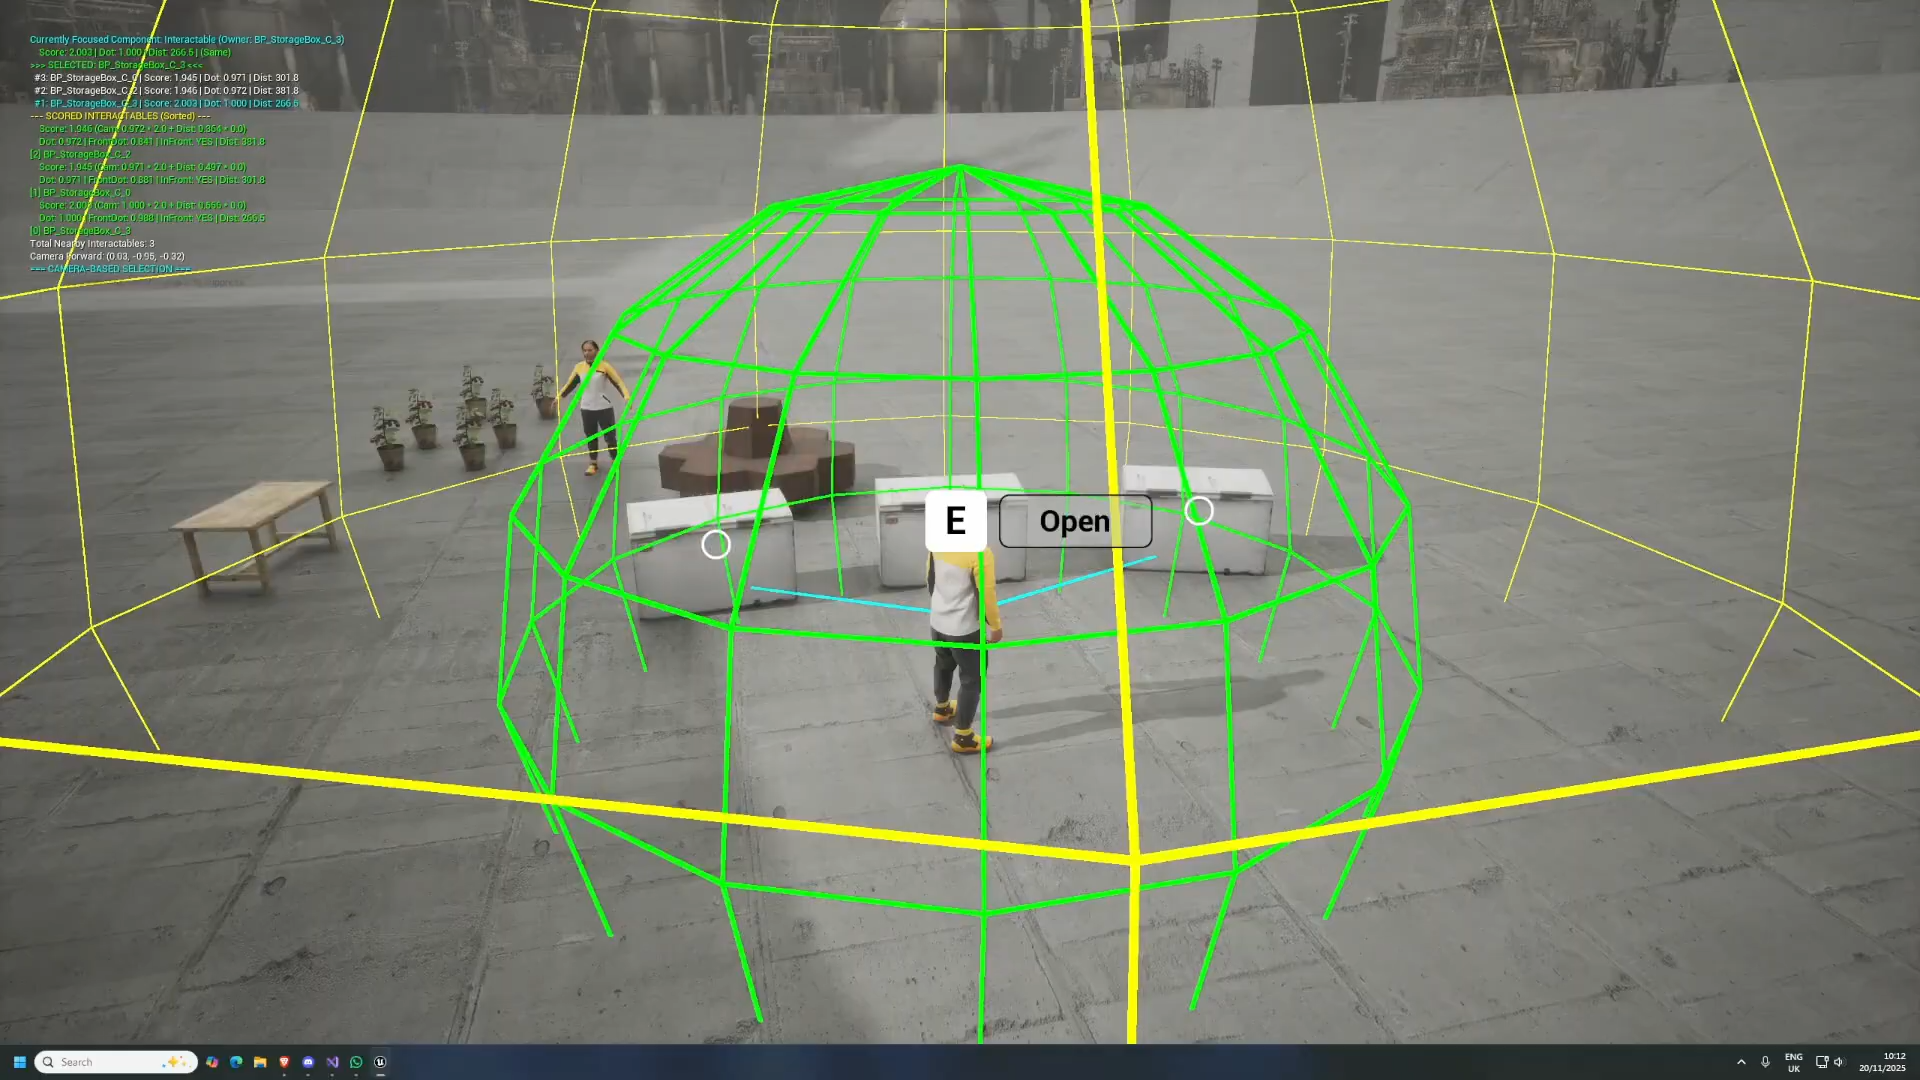 Currently Focused Component: Interactable (Owner: BP_StorageBox_C_3)
Score: 2.003 | Dot: 1.000 | Dist: 266.5 | (Same)
>>> SELECTED: BP_StorageBox_C_3 <<<
#3: BP_StorageBox_C_0 | Score: 1.945 | Dot: 0.971 | Dist: 301.8
#2: BP_StorageBox_C_2 | Score: 1.946 | Dot: 0.972 | Dist: 381.8
#1: BP_StorageBox_C_3 | Score: 2.003 | Dot: 1.000 | Dist: 266.5
--- SCORED INTERACTABLES (Sorted) ---
Score: 1.946 (Cam: 0.972 * 2.0 + Dist: 0.364 * 0.0)
Dot: 0.972 | FrontDot: 0.841 | InFront: YES | Dist: 381.8
[2] BP_StorageBox_C_2
Score: 1.945 (Cam: 0.971 * 2.0 + Dist: 0.497 * 0.0)
Dot: 0.971 | FrontDot: 0.881 | InFront: YES | Dist: 301.8
[1] BP_StorageBox_C_0
Score: 2.003 (Cam: 1.000 * 2.0 + Dist: 0.556 * 0.0)
Dot: 1.000 | FrontDot: 0.988 | InFront: YES | Dist: 266.5
[0] BP_StorageBox_C_3
Total Nearby Interactables: 3
Camera Forward: (0.03, -0.95, -0.32)
=== CAMERA-BASED SELECTION ===
E Open
Search
ENG
UK
10:12
20/11/2025